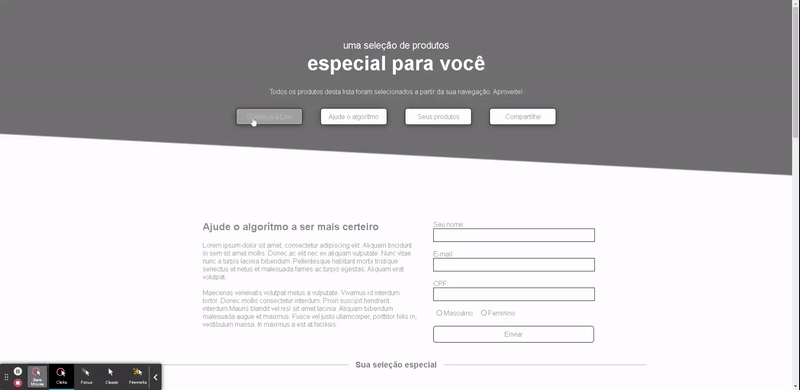 uma seleção de produtos
especial para você
Todos os produtos desta lista foram selecionados a partir da sua navegação. Aproveite!
Ajude o algoritmo
Seus produtos
Compartilhe
Ajude o algorítmo a ser mais certeiro
Lorem ipsum dolor sit amet, consectetur adipiscing elit. Aliquam tincidunt
in sem sit amet mollis. Donec ac elit nec ex aliquam vulputate. Nunc vitae
nunc a turpis lacinia bibendum. Pellentesque habitant morbi tristique
senectus et netus et malesuada fames ac turpis egestas. Aliquam erat
volutpat.
Maecenas venenatis volutpat metus a vulputate. Vivamus id interdum
tortor. Donec mollis consectetur interdum. Proin suscipit hendrerit
interdum Mauris blandit vel nisi sit amet lacinia. Aliquam bibendum
malesuada augue et maximus. Fusce vel justo ullamcorper, porttitor felis in,
vestibulum massa. In maximus a est at facilisis
Seu nome:
E-mail:
CPF
Masculino
Feminino
Enviar
Sua seleção especial
Clicks
Focus
Classic
Fireworks